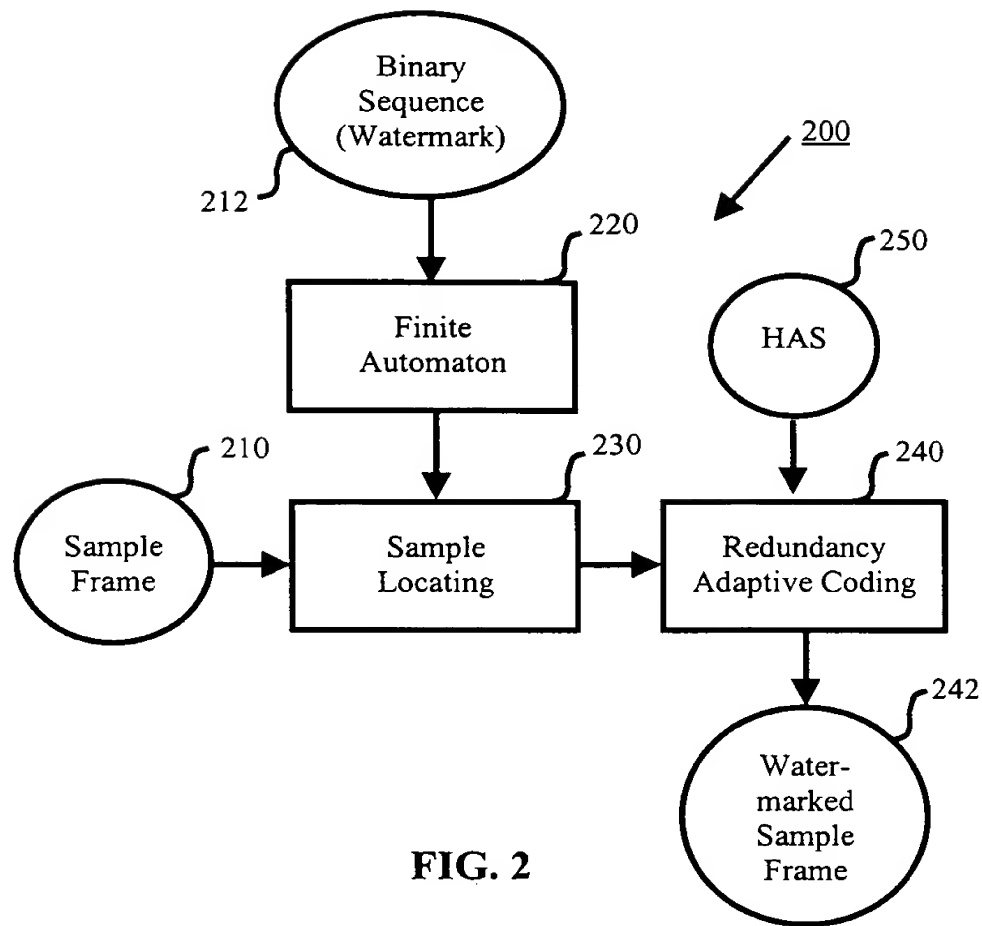 Binary
Sequence
(Watermark)
200
212
220
250
Finite
Automaton
HAS
210
230
240
Sample
Frame
Sample
Locating
Redundancy
Adaptive Coding
242
Water-
marked
Sample
Frame
FIG. 2